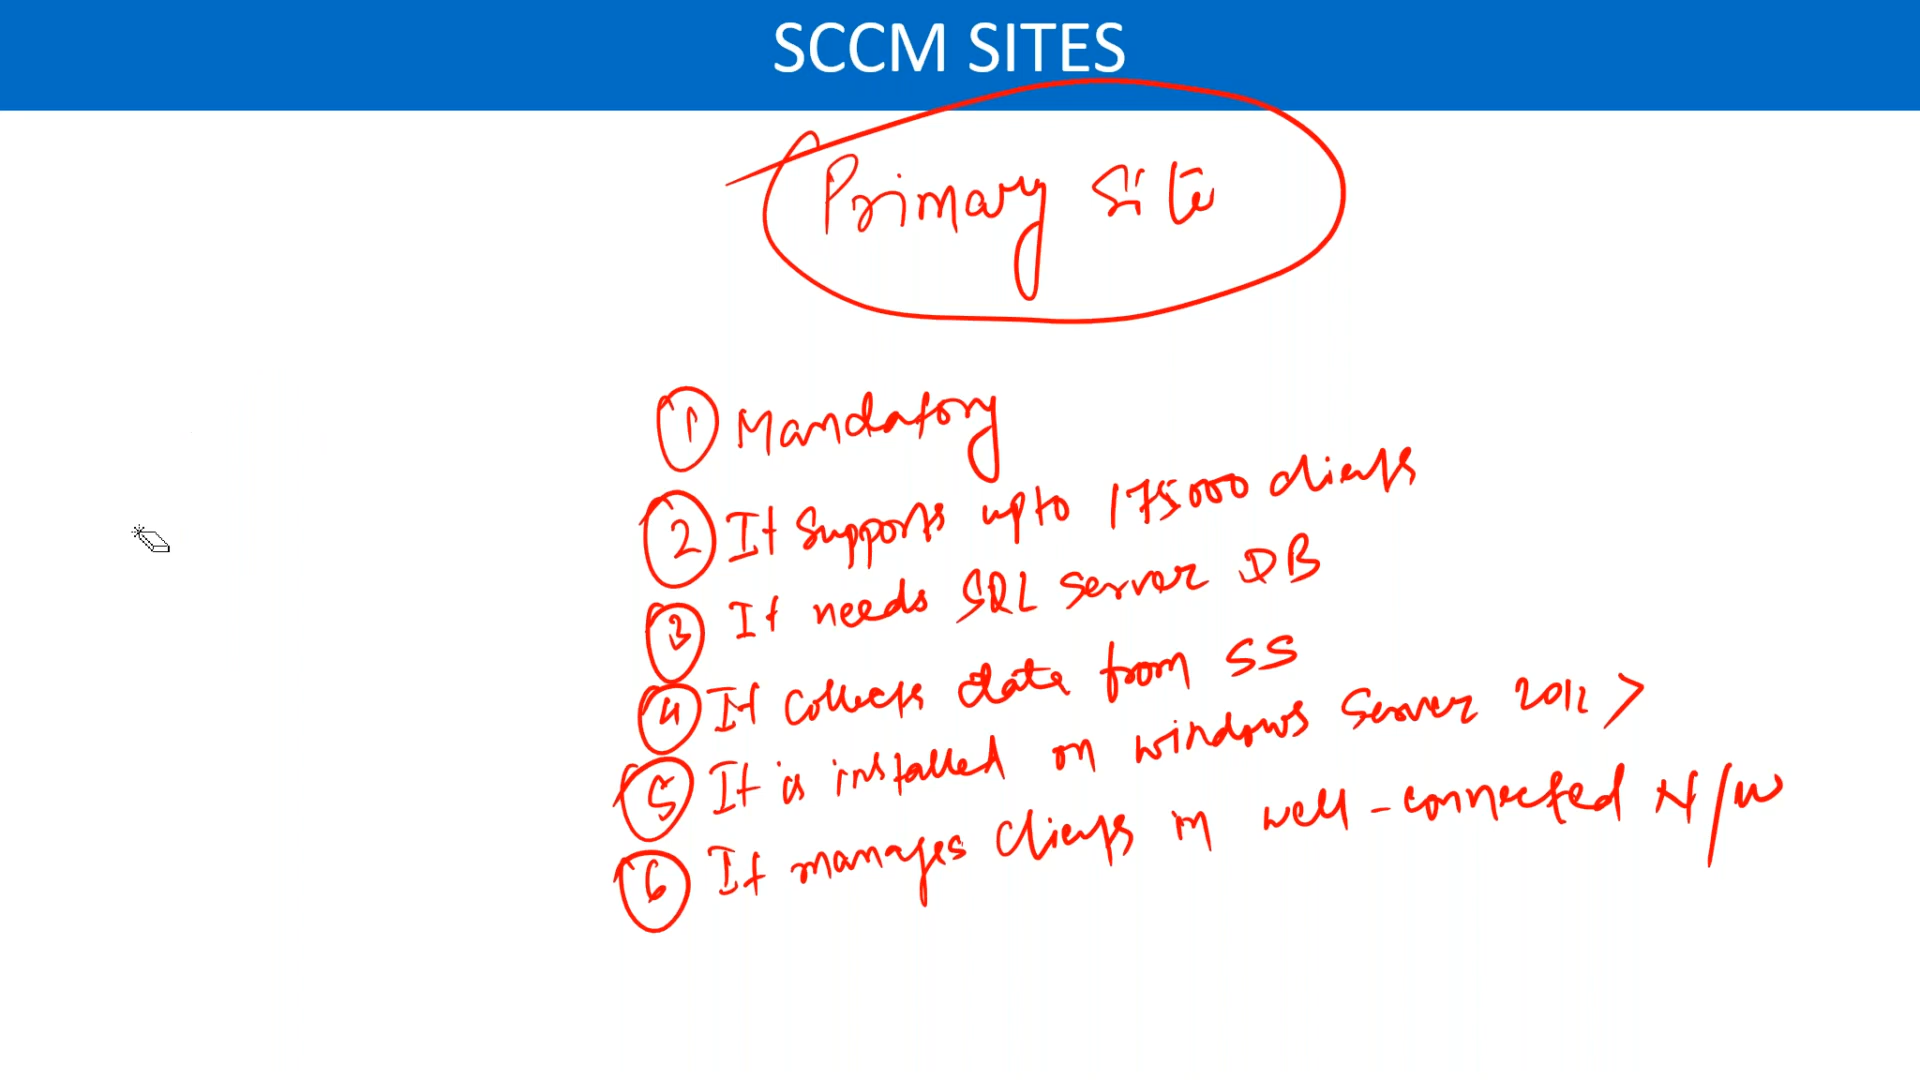 SCCM SITES
Primary Site
1 Mandatory
2 It supports upto 175000 clients
3 It needs SQL Server DB
4 It collects data from SS
5 It is installed on windows Server 2012 >
6 It manages Clients in well-connected N/W